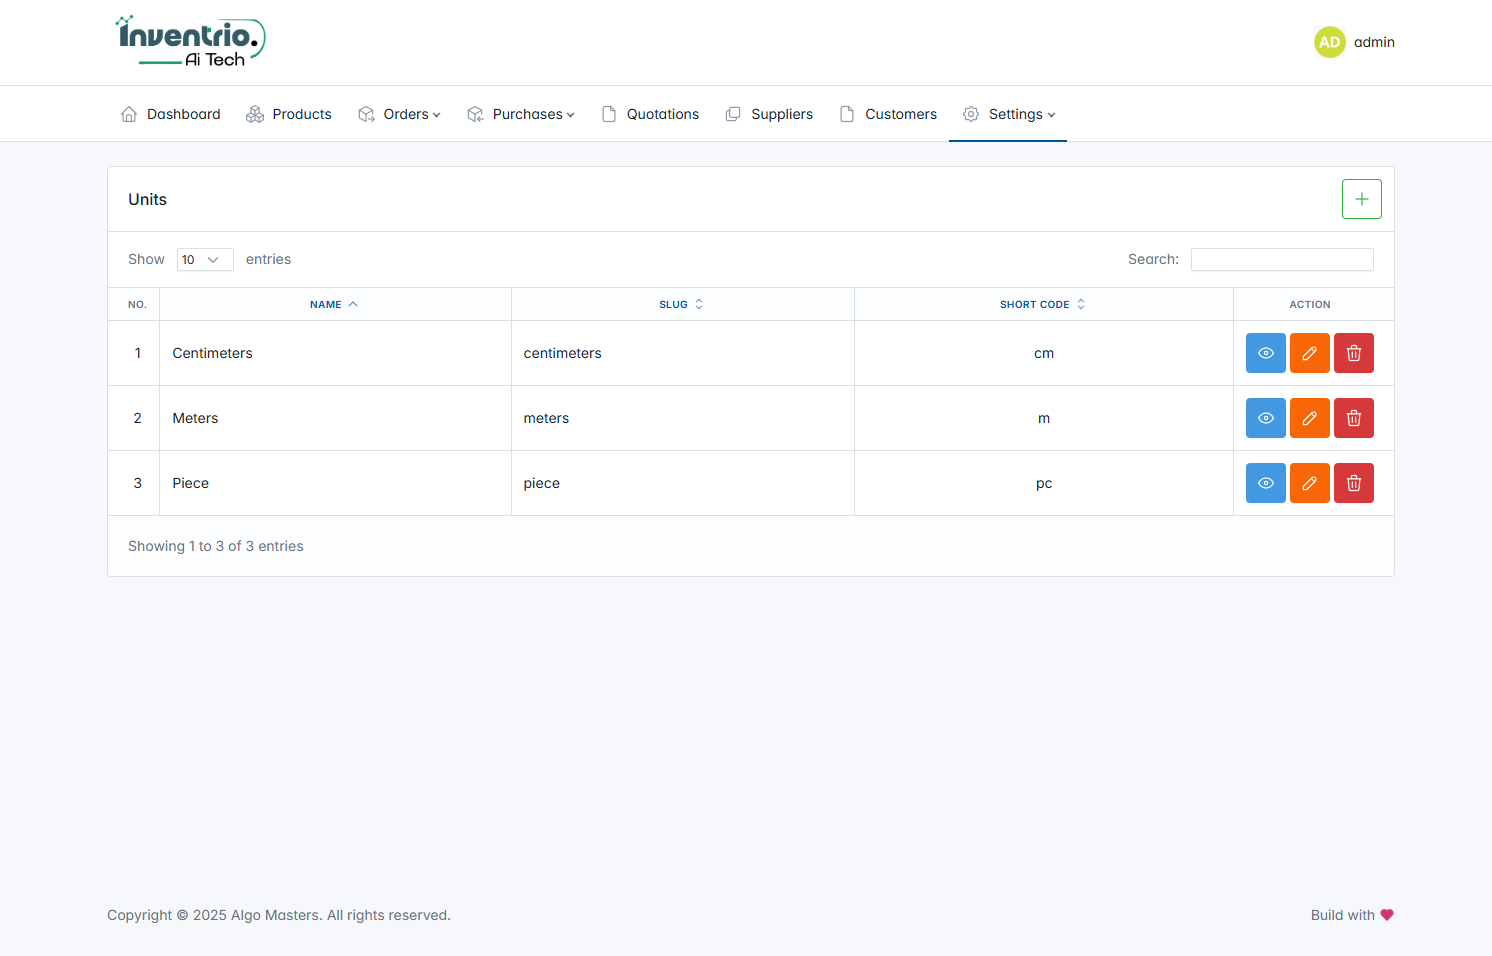 inventrio.
Ai Tech
AD admin
Dashboard Products Orders Purchases Quotations Suppliers Customers Settings
Units
Show 10 entries Search:
NO. NAME SLUG SHORT CODE ACTION
1 Centimeters centimeters cm
2 Meters meters m
3 Piece piece pc
Showing 1 to 3 of 3 entries
Copyright © 2025 Algo Masters. All rights reserved. Build with